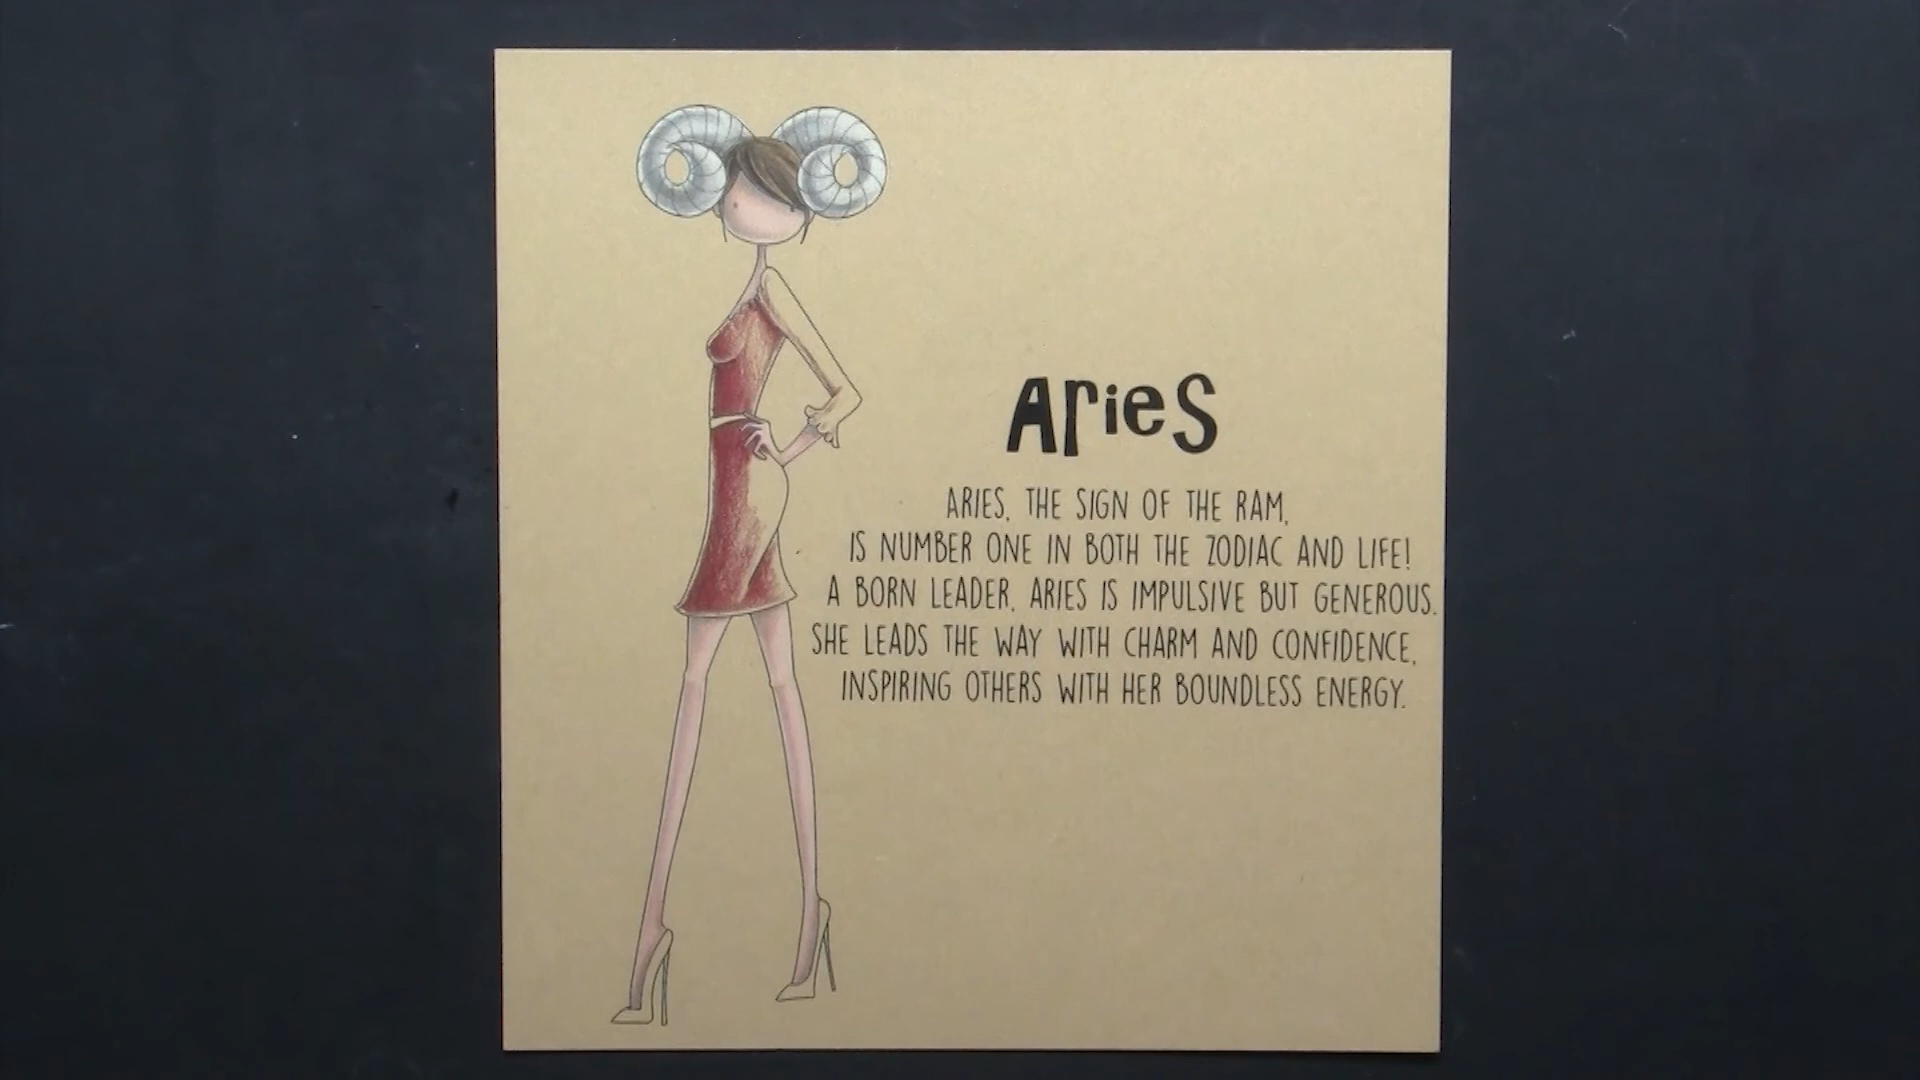 Aries
ARIES, THE SIGN OF THE RAM,
IS NUMBER ONE IN BOTH THE ZODIAC AND LIFE!
A BORN LEADER, ARIES IS IMPULSIVE BUT GENEROUS.
SHE LEADS THE WAY WITH CHARM AND CONFIDENCE,
INSPIRING OTHERS WITH HER BOUNDLESS ENERGY.